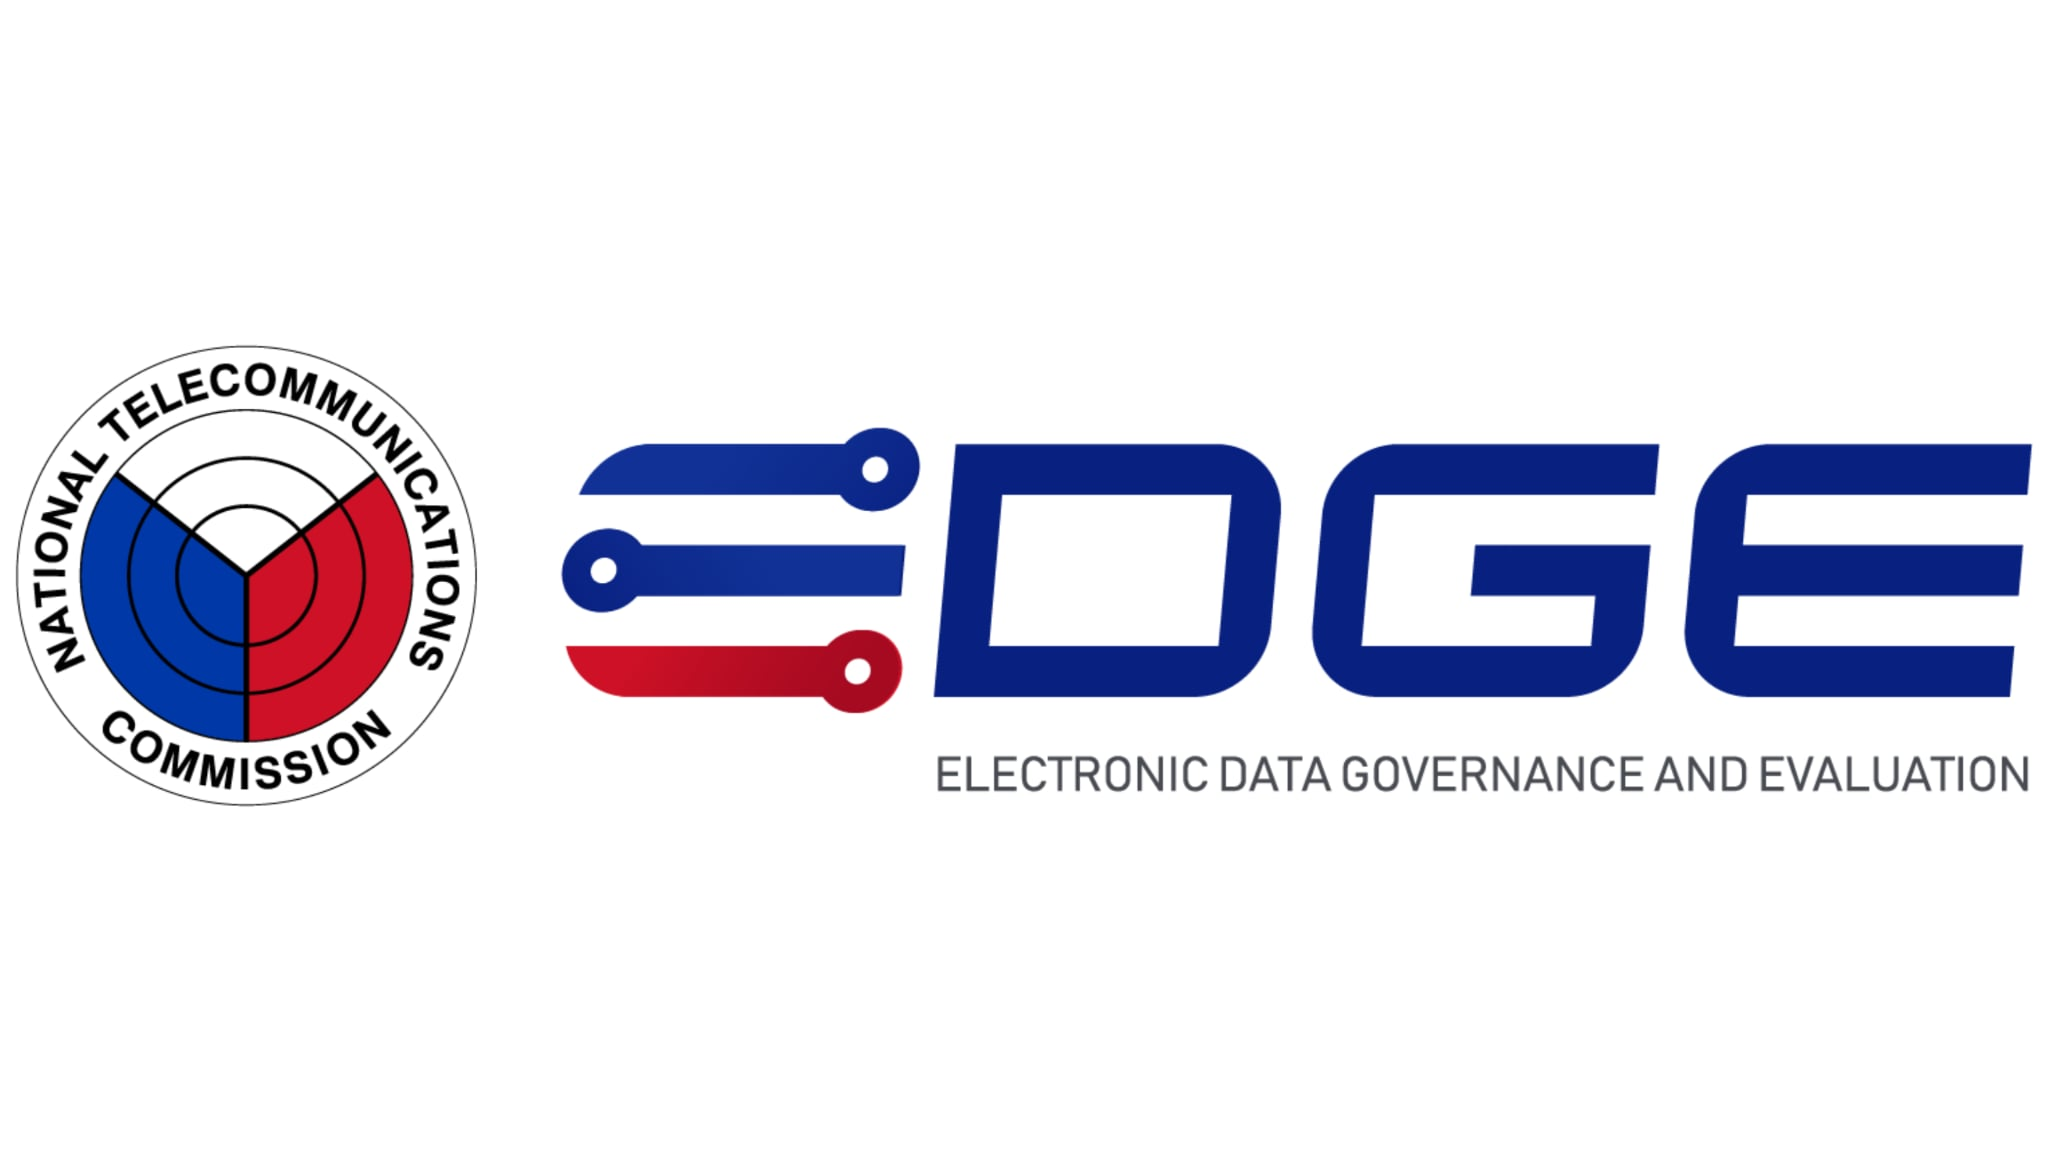 NATIONAL TELECOMMUNICATIONS
COMMISSION
EDGE
ELECTRONIC DATA GOVERNANCE AND EVALUATION